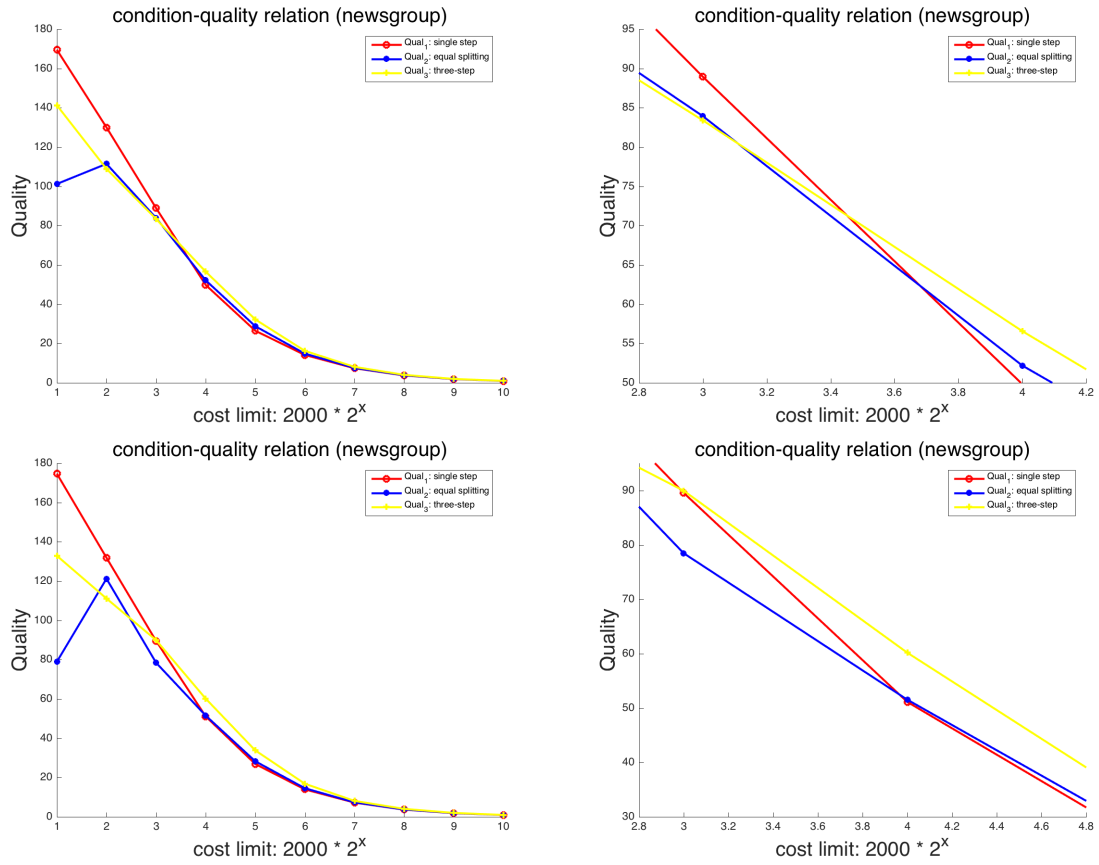 condition-quality relation (newsgroup)
180
160
140
120
100
80
60
40
20
0
Quality
1 2 3 4 5 6 7 8 9 10
cost limit: 2000 * 2^x
Qual1: single step
Qual2: equal splitting
Qual3: three-step
condition-quality relation (newsgroup)
95
90
85
80
75
70
65
60
55
50
Quality
2.8 3 3.2 3.4 3.6 3.8 4 4.2
cost limit: 2000 * 2^x
Qual1: single step
Qual2: equal splitting
Qual3: three-step
condition-quality relation (newsgroup)
180
160
140
120
100
80
60
40
20
0
Quality
1 2 3 4 5 6 7 8 9 10
cost limit: 2000 * 2^x
Qual1: single step
Qual2: equal splitting
Qual3: three-step
condition-quality relation (newsgroup)
90
80
70
60
50
40
30
Quality
2.8 3 3.2 3.4 3.6 3.8 4 4.2 4.4 4.6 4.8
cost limit: 2000 * 2^x
Qual1: single step
Qual2: equal splitting
Qual3: three-step